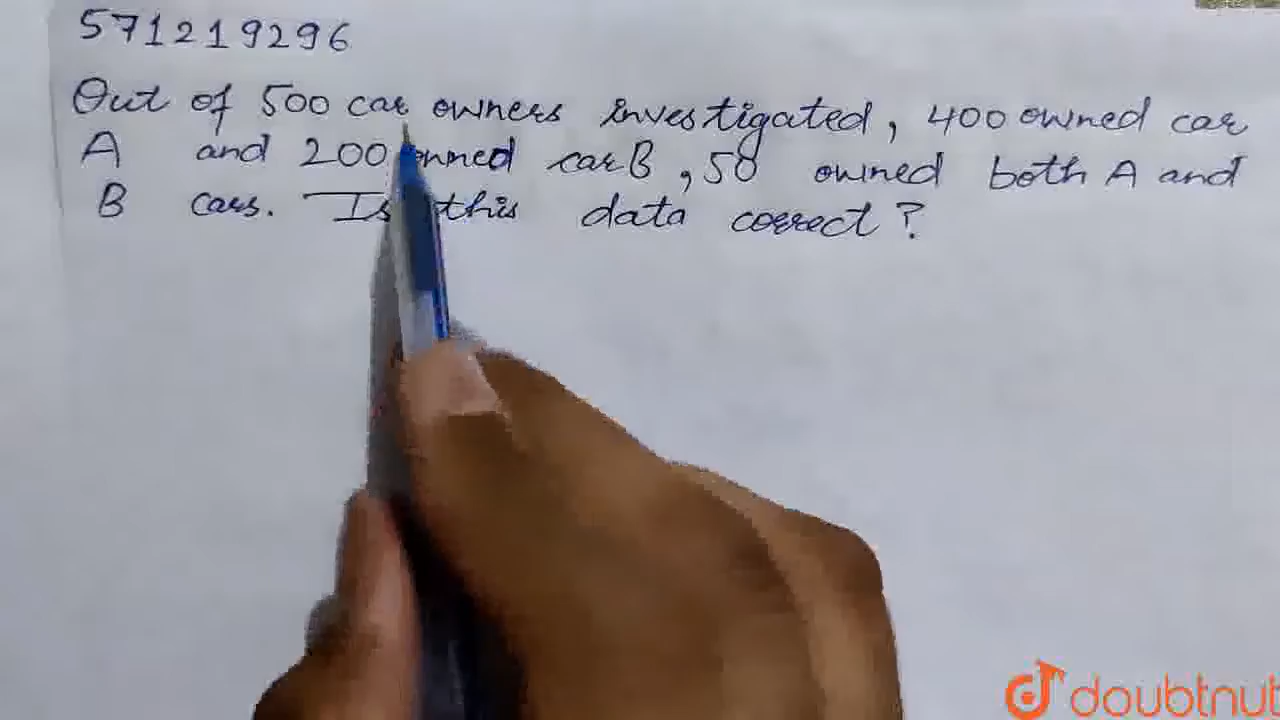 571219296
Out of 500 car owners investigated, 400 owned car
A and 200 owned car B, 50 owned both A and
B cars. Is this data correct?
doubtnut